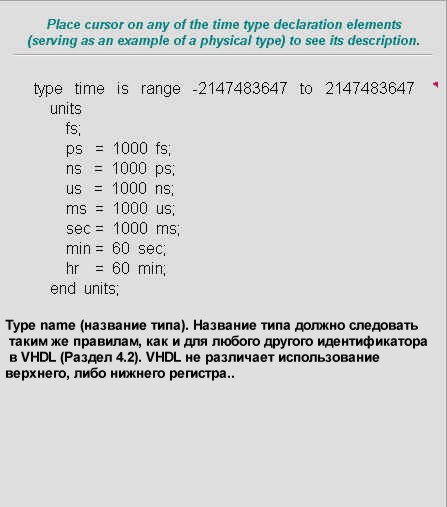 Place cursor on any of the time type declaration elements
(serving as an example of a physical type) to see its description.
type time is range -2147483647 to 2147483647
units
fs;
ps = 1000 fs;
ns = 1000 ps;
us = 1000 ns;
ms = 1000 us;
sec = 1000 ms;
min = 60 sec;
hr = 60 min;
end units;
Type name (название типа). Название типа должно следовать
таким же правилам, как и для любого другого идентификатора
в VHDL (Раздел 4.2). VHDL не различает использование
верхнего, либо нижнего регистра..